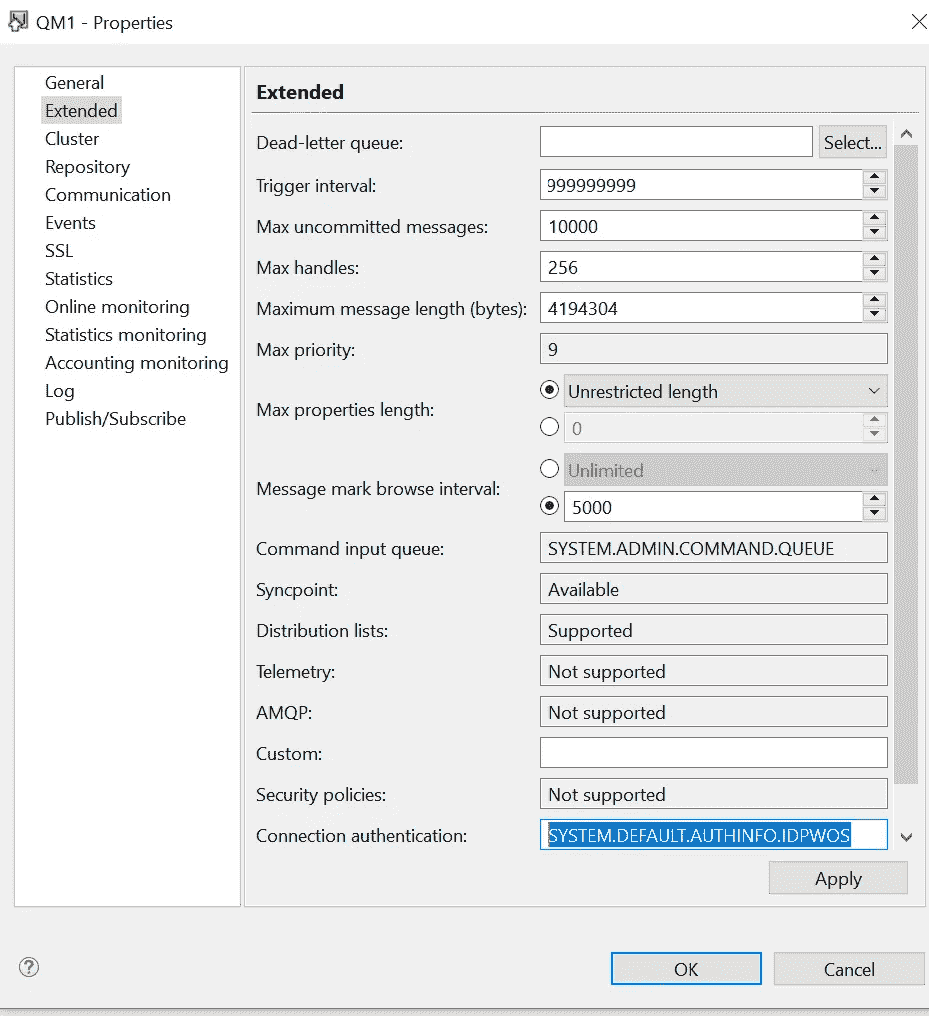 QM1 - Properties
General
Extended
Cluster
Repository
Communication
Events
SSL
Statistics
Online monitoring
Statistics monitoring
Accounting monitoring
Log
Publish/Subscribe
Extended
Dead-letter queue: Select...
Trigger interval: 999999999
Max uncommitted messages: 10000
Max handles: 256
Maximum message length (bytes): 4194304
Max priority: 9
Max properties length: Unrestricted length
0
Message mark browse interval: Unlimited
5000
Command input queue: SYSTEM.ADMIN.COMMAND.QUEUE
Syncpoint: Available
Distribution lists: Supported
Telemetry: Not supported
AMQP: Not supported
Custom:
Security policies: Not supported
Connection authentication: SYSTEM.DEFAULT.AUTHINFO.IDPWOS
Apply
? OK Cancel